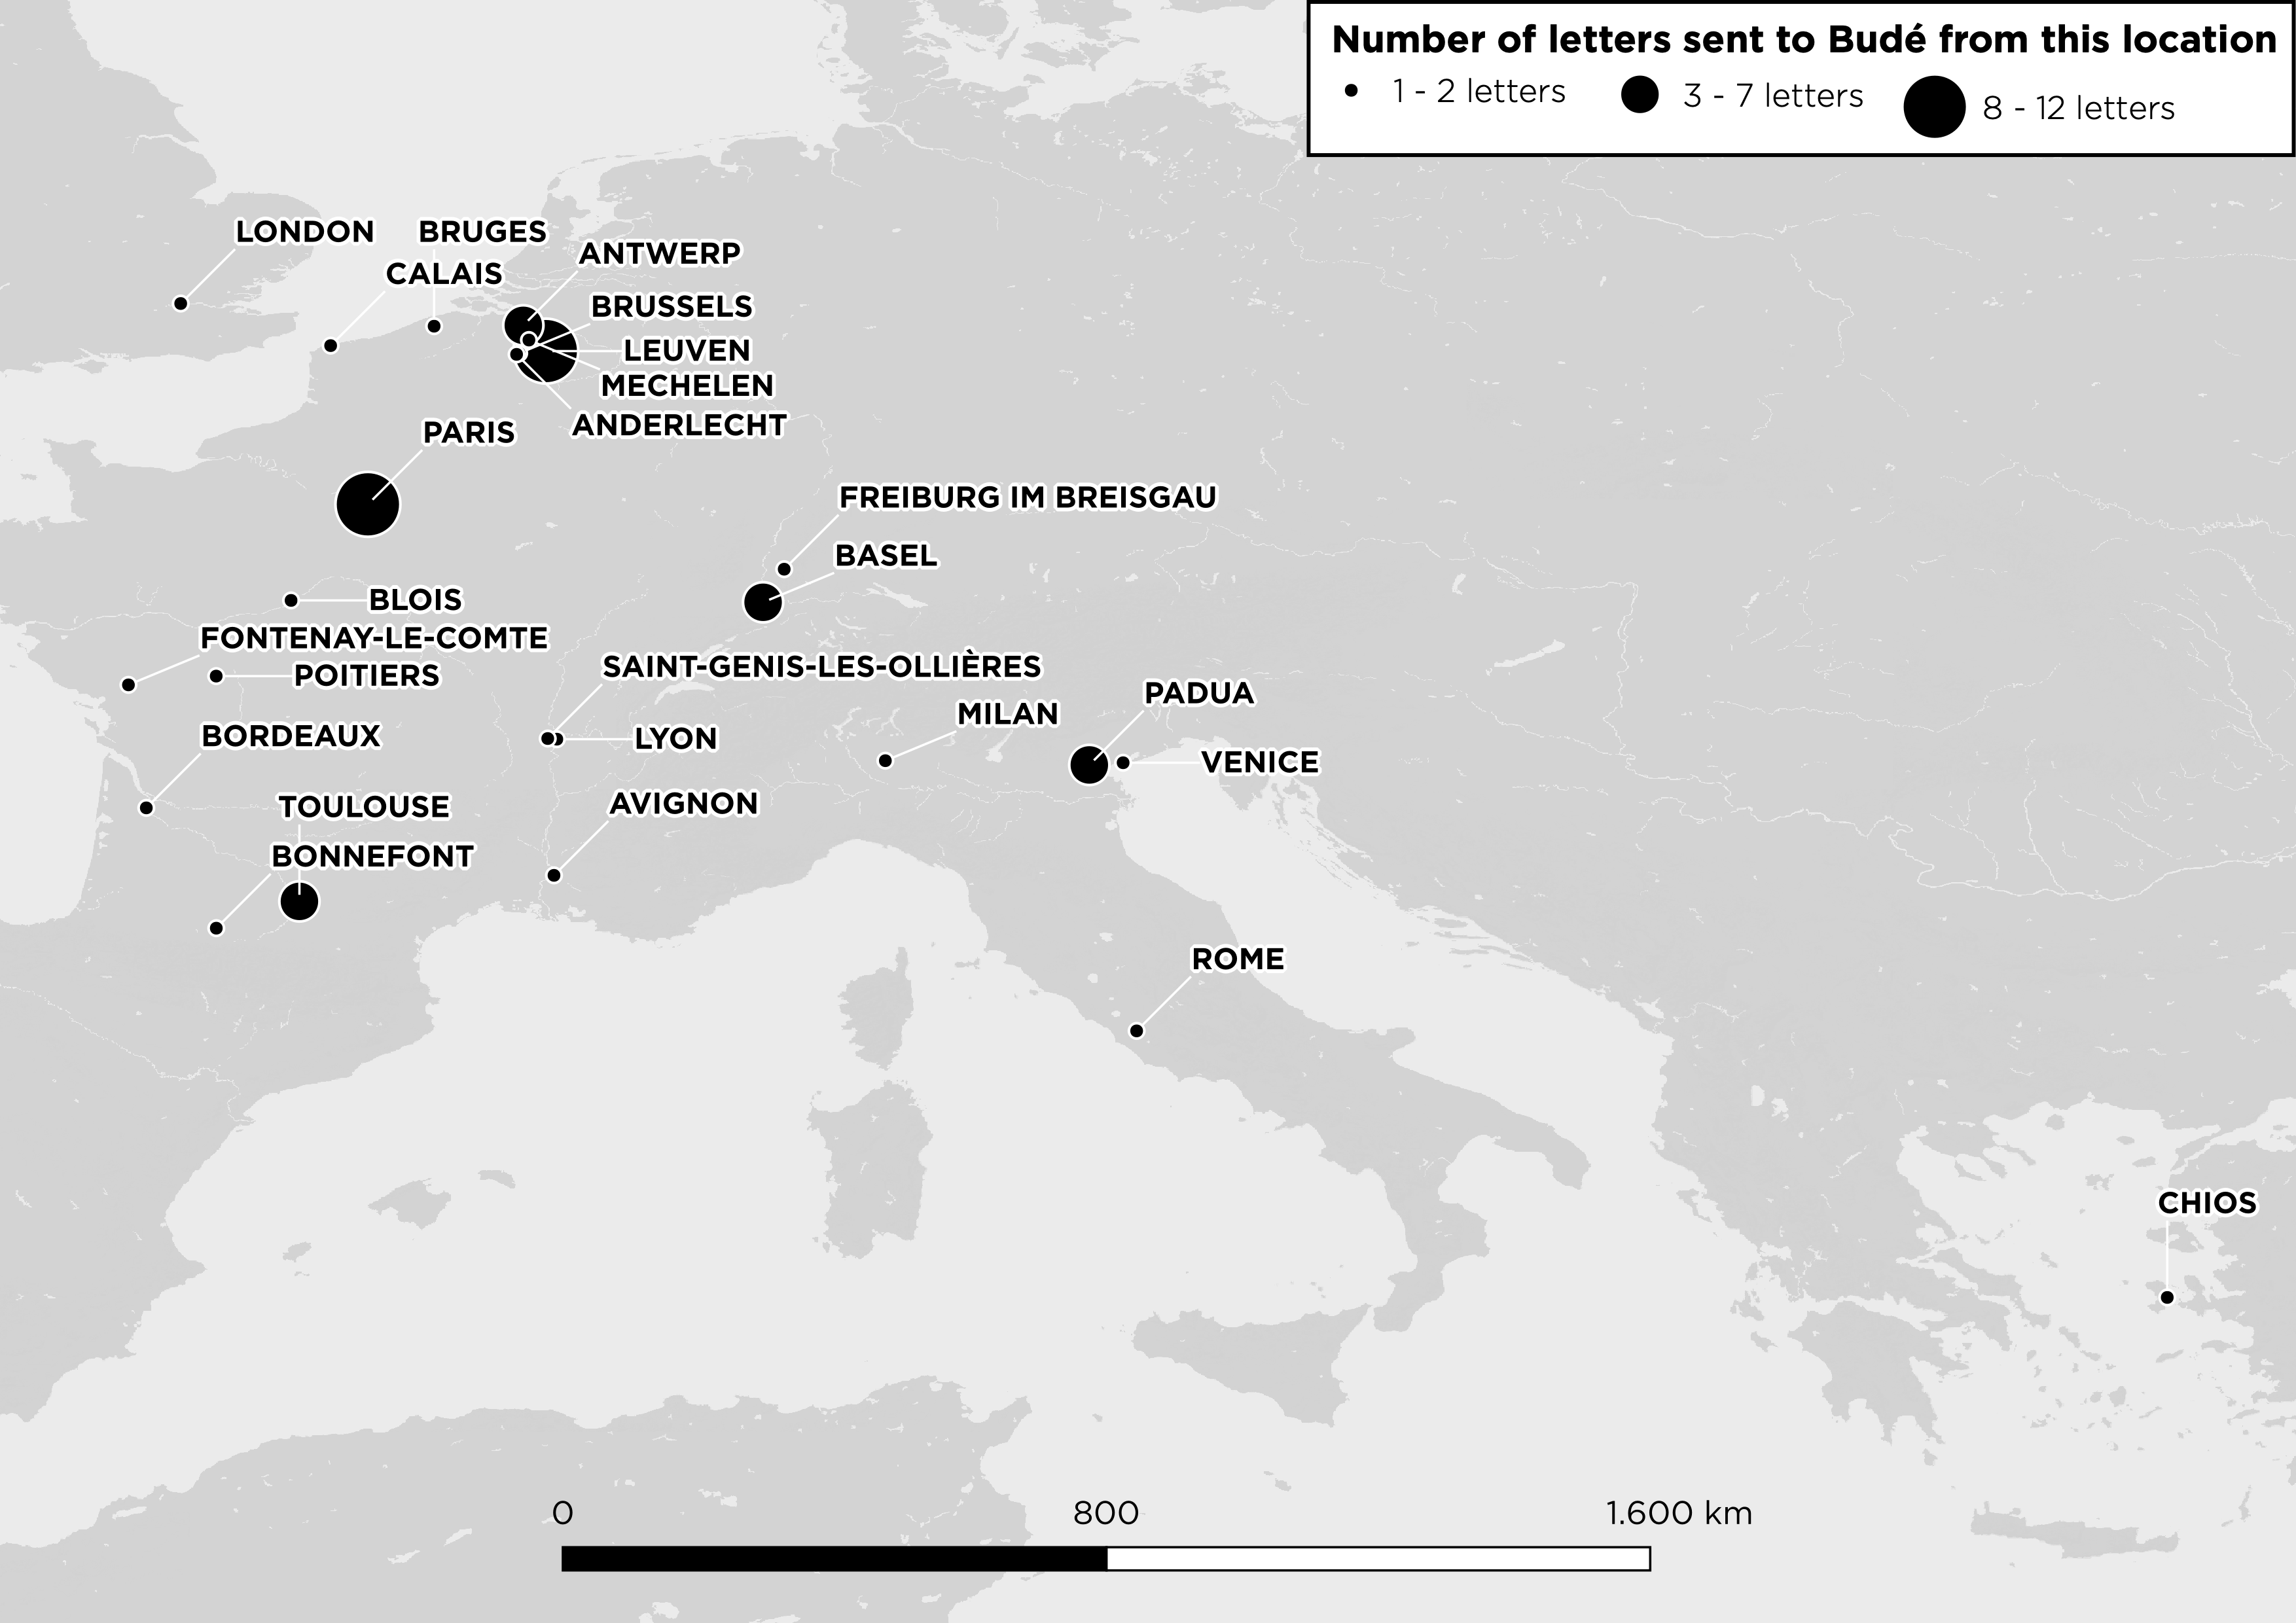 Number of letters sent to Budé from this location
1 - 2 letters
3 - 7 letters
8 - 12 letters
LONDON
BRUGES
ANTWERP
CALAIS
BRUSSELS
LEUVEN
MECHELEN
ANDERLECHT
PARIS
FREIBURG IM BREISGAU
BASEL
BLOIS
FONTENAY-LE-COMTE
POITIERS
SAINT-GENIS-LES-OLLIÈRES
PADUA
MILAN
BORDEAUX
LYON
VENICE
TOULOUSE
AVIGNON
BONNEFONT
ROME
CHIOS
0
800
1.600 km